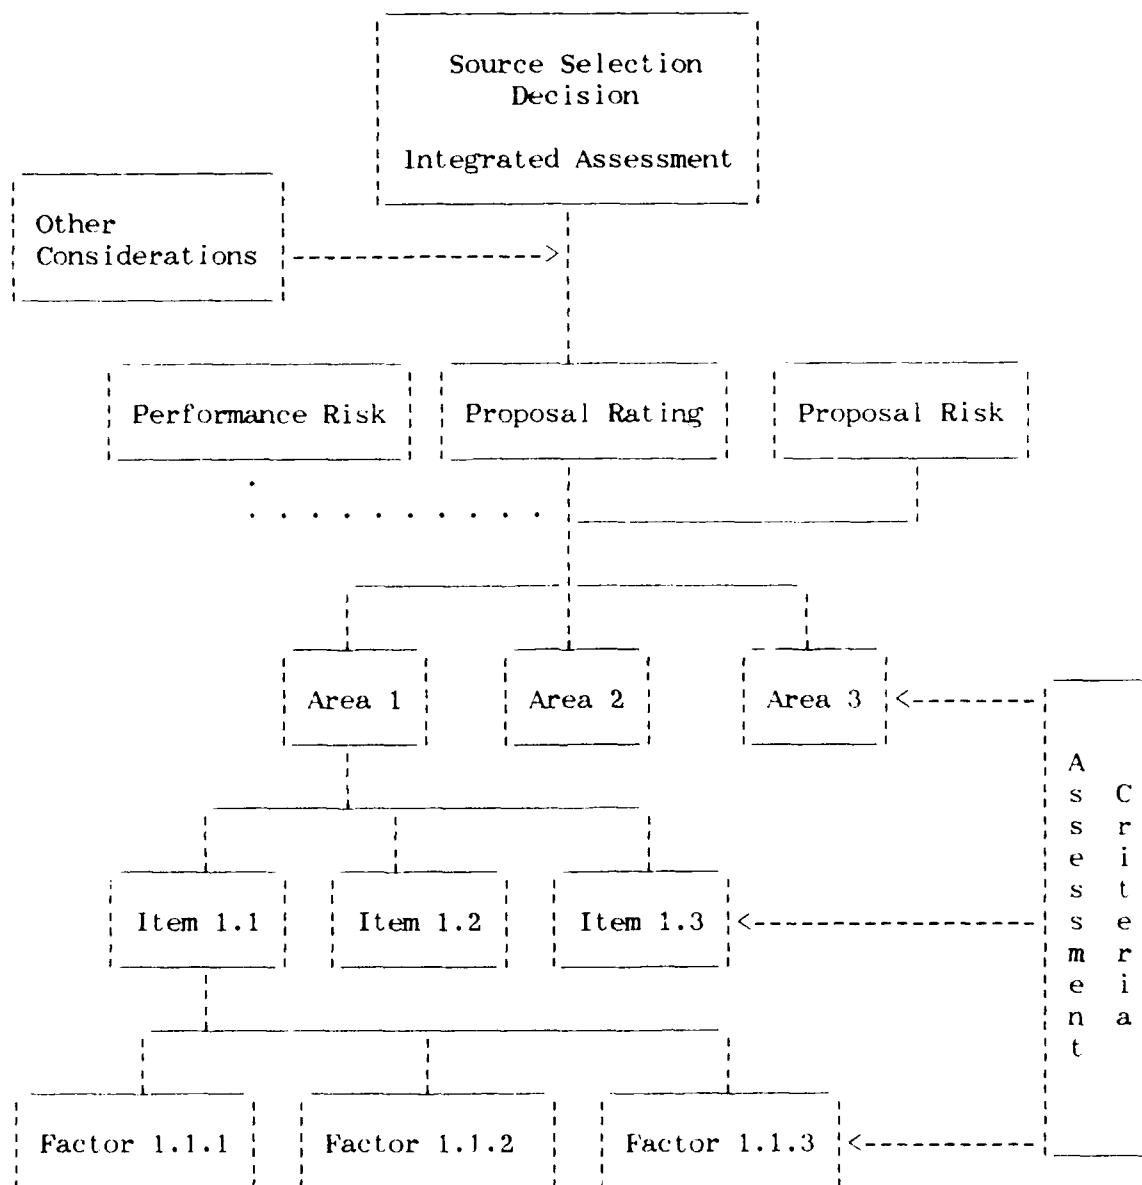 Source Selection
Decision
Integrated Assessment
Other
Considerations
Performance Risk
Proposal Rating
Proposal Risk
Area 1
Area 2
Area 3
Assessment
Criteria
Item 1.1
Item 1.2
Item 1.3
Factor 1.1.1
Factor 1.1.2
Factor 1.1.3